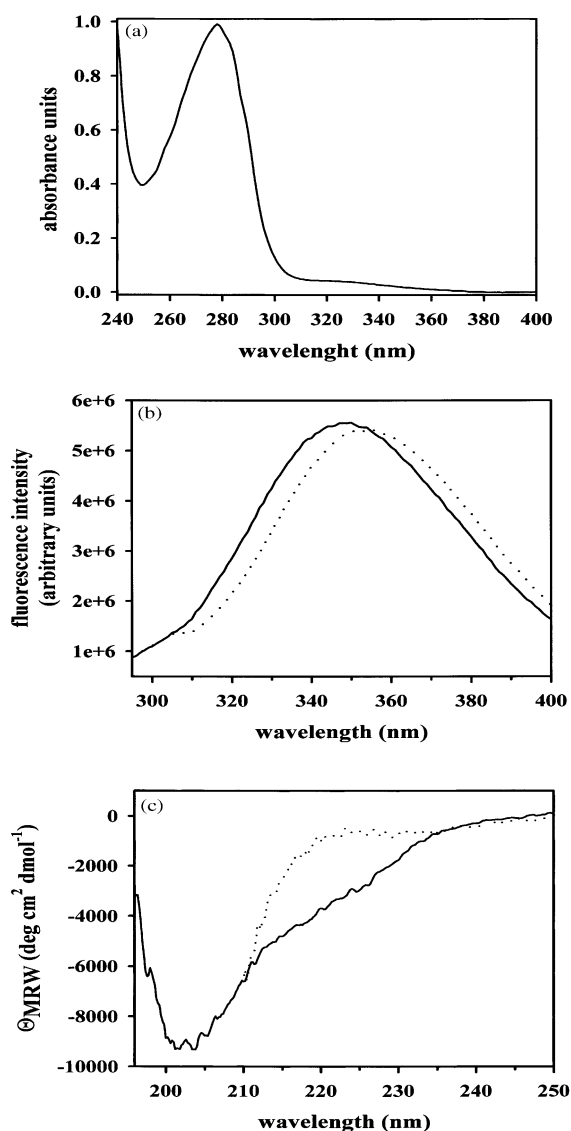 (a)
1.0
0.8
0.6
0.4
0.2
0.0
absorbance units
240 260 280 300 320 340 360 380 400
wavelenght (nm)
(b)
6e+6
5e+6
4e+6
3e+6
2e+6
1e+6
fluorescence intensity
(arbitrary units)
300 320 340 360 380 400
wavelength (nm)
(c)
0
-2000
-4000
-6000
-8000
-10000
ΘMRW (deg cm² dmol⁻¹)
200 210 220 230 240 250
wavelength (nm)